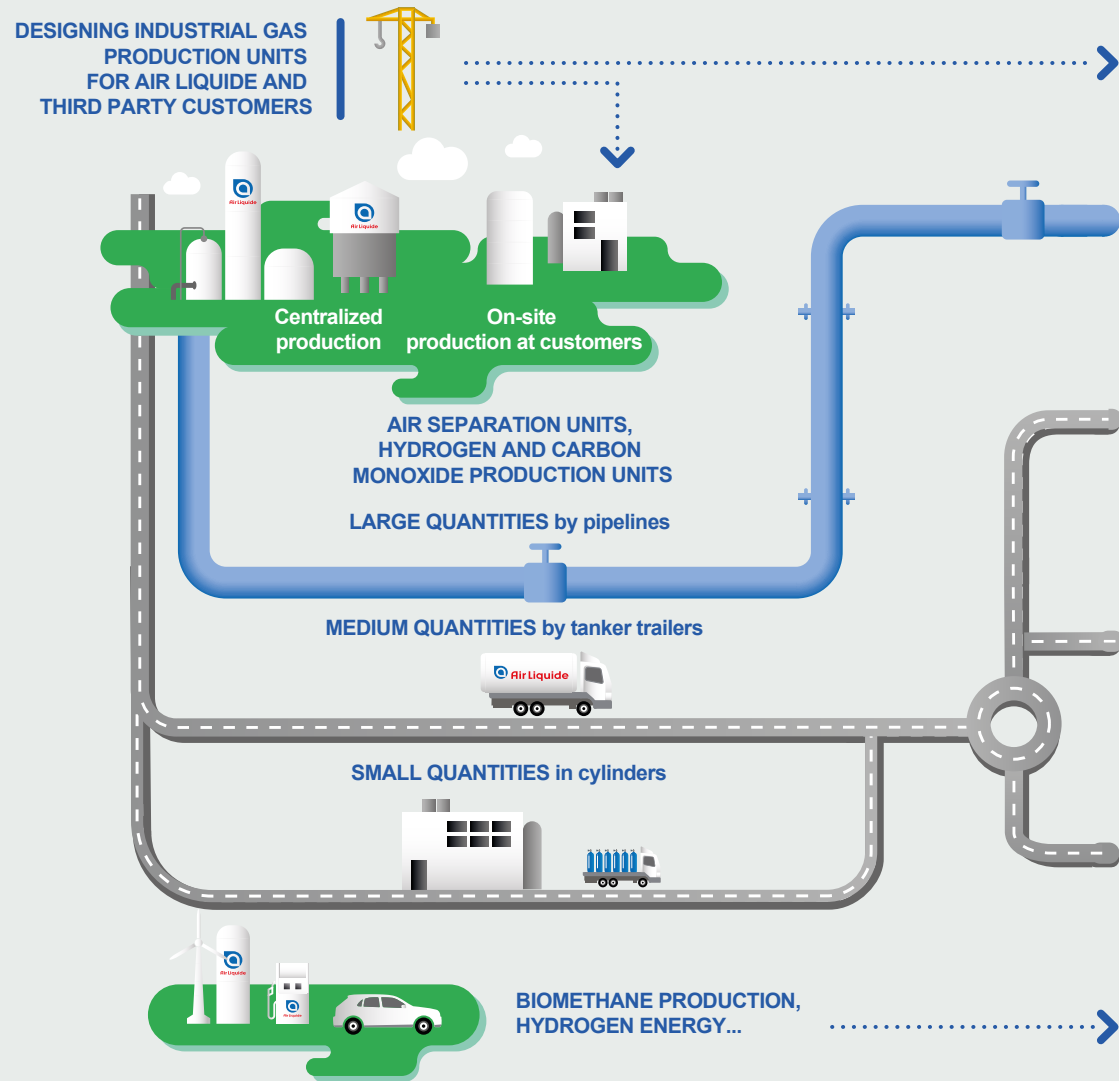 DESIGNING INDUSTRIAL GAS
PRODUCTION UNITS
FOR AIR LIQUIDE AND
THIRD PARTY CUSTOMERS
Air Liquide
Air Liquide
Centralized
production
On-site
production at customers
AIR SEPARATION UNITS,
HYDROGEN AND CARBON
MONOXIDE PRODUCTION UNITS
LARGE QUANTITIES by pipelines
MEDIUM QUANTITIES by tanker trailers
Air Liquide
SMALL QUANTITIES in cylinders
Air Liquide
Air Liquide
BIOMETHANE PRODUCTION,
HYDROGEN ENERGY...